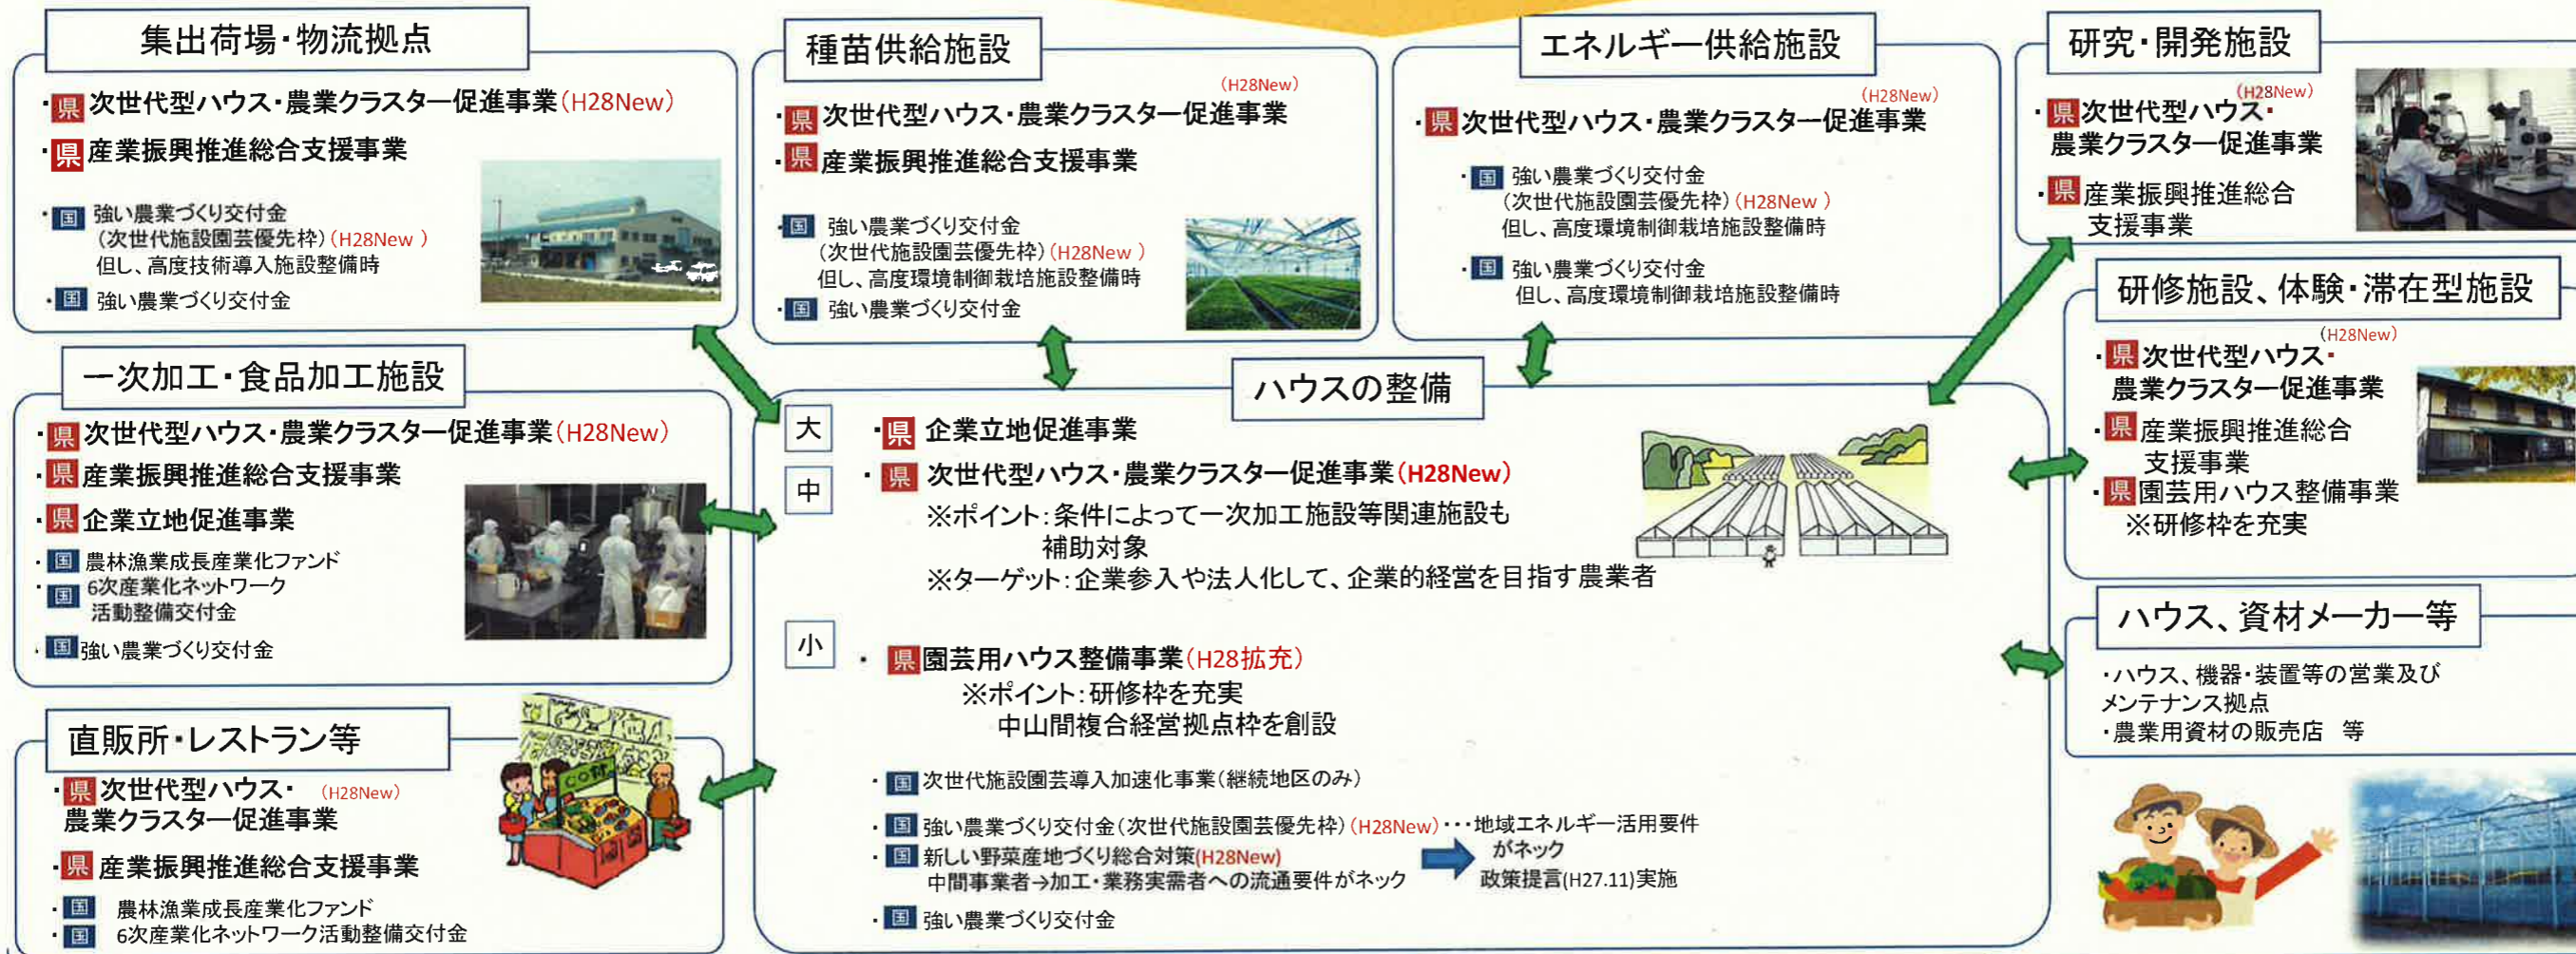 集出荷場・物流拠点
・県 次世代型ハウス・農業クラスター促進事業(H28New)
・県 産業振興推進総合支援事業
・国 強い農業づくり交付金
(次世代施設園芸優先枠)(H28New )
但し、高度技術導入施設整備時
・国 強い農業づくり交付金
種苗供給施設
(H28New)
・県 次世代型ハウス・農業クラスター促進事業
・県 産業振興推進総合支援事業
・国 強い農業づくり交付金
(次世代施設園芸優先枠)(H28New )
但し、高度環境制御栽培施設整備時
・国 強い農業づくり交付金
エネルギー供給施設
(H28New)
・県 次世代型ハウス・農業クラスター促進事業
・国 強い農業づくり交付金
(次世代施設園芸優先枠)(H28New )
但し、高度環境制御栽培施設整備時
・国 強い農業づくり交付金
但し、高度環境制御栽培施設整備時
研究・開発施設
(H28New)
・県 次世代型ハウス・
農業クラスター促進事業
・県 産業振興推進総合
支援事業
一次加工・食品加工施設
・県 次世代型ハウス・農業クラスター促進事業(H28New)
・県 産業振興推進総合支援事業
・県 企業立地促進事業
・国 農林漁業成長産業化ファンド
・国 6次産業化ネットワーク
活動整備交付金
・国 強い農業づくり交付金
直販所・レストラン等
・県 次世代型ハウス・ (H28New)
農業クラスター促進事業
・県 産業振興推進総合支援事業
・国 農林漁業成長産業化ファンド
・国 6次産業化ネットワーク活動整備交付金
ハウスの整備
大
・県 企業立地促進事業
中
・県 次世代型ハウス・農業クラスター促進事業(H28New)
※ポイント:条件によって一次加工施設等関連施設も
補助対象
※ターゲット:企業参入や法人化して、企業的経営を目指す農業者
小
・県 園芸用ハウス整備事業(H28拡充)
※ポイント:研修枠を充実
中山間複合経営拠点枠を創設
・国 次世代施設園芸導入加速化事業(継続地区のみ)
・国 強い農業づくり交付金(次世代施設園芸優先枠)(H28New)・・・地域エネルギー活用要件
がネック
・国 新しい野菜産地づくり総合対策(H28New)
中間事業者→加工・業務実需者への流通要件がネック
政策提言(H27.11)実施
・国 強い農業づくり交付金
研修施設、体験・滞在型施設
(H28New)
・県 次世代型ハウス・
農業クラスター促進事業
・県 産業振興推進総合
支援事業
・県 園芸用ハウス整備事業
※研修枠を充実
ハウス、資材メーカー等
・ハウス、機器・装置等の営業及び
メンテナンス拠点
・農業用資材の販売店 等